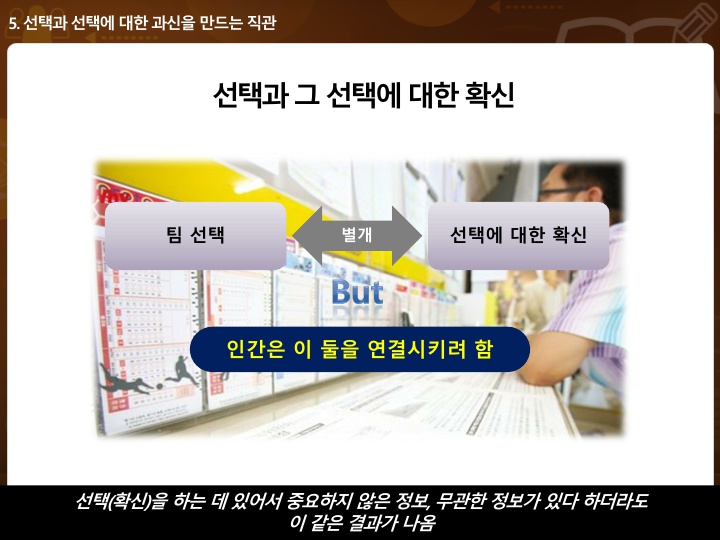 5. 선택과 선택에 대한 과신을 만드는 직관
선택과 그 선택에 대한 확신
팀 선택
별개
선택에 대한 확신
But
인간은 이 둘을 연결시키려 함
선택(확신)을 하는 데 있어서 중요하지 않은 정보, 무관한 정보가 있다 하더라도
이 같은 결과가 나옴